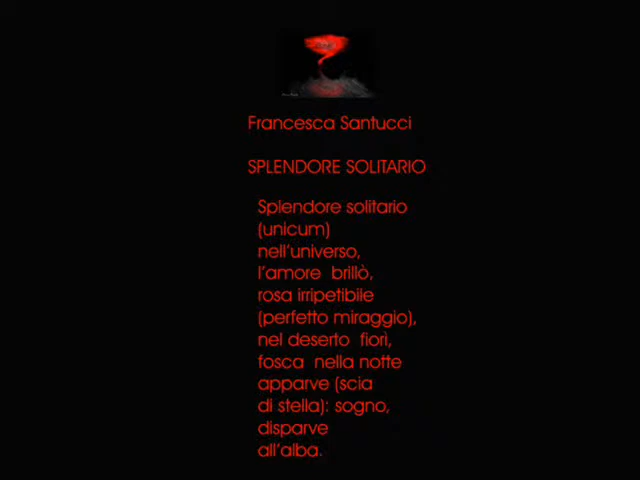 Francesca Santucci
SPLENDORE SOLITARIO
Splendore solitario
(unicum)
nell'universo,
l'amore brillò,
rosa irripetibile
(perfetto miraggio),
nel deserto fiorì,
fosca nella notte
apparve (scia
di stella): sogno,
disparve
all'alba.